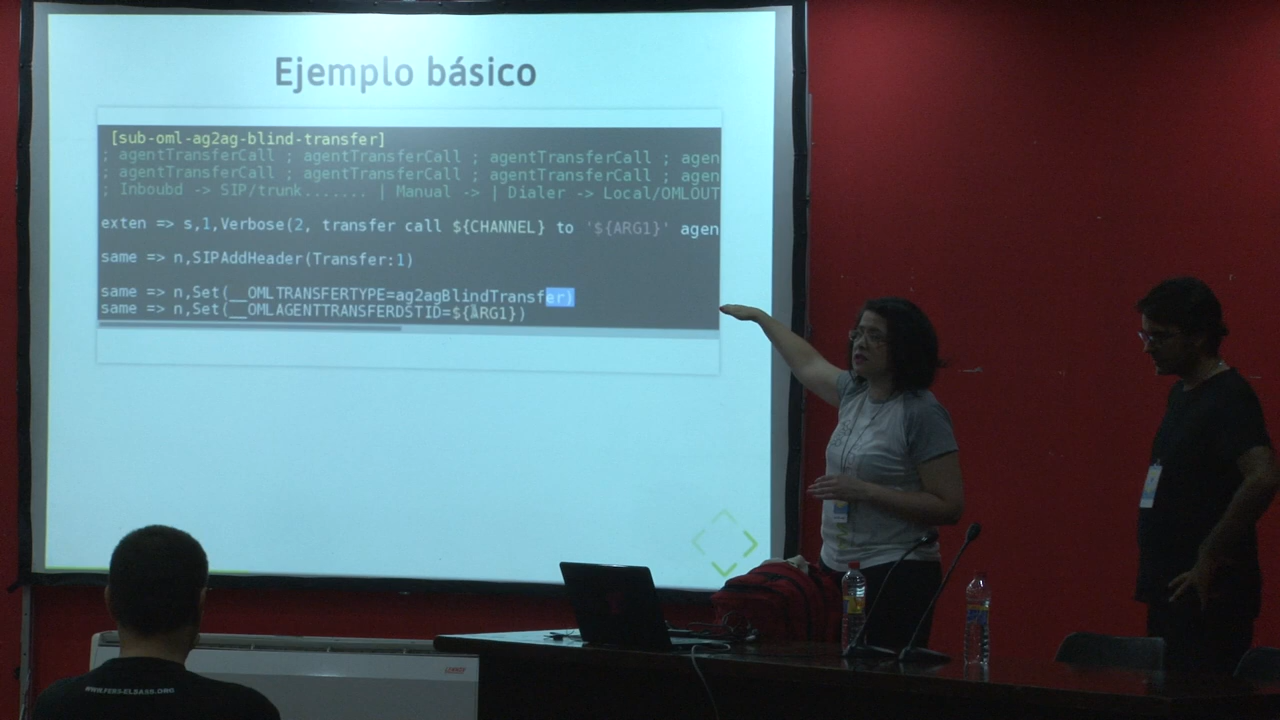 Ejemplo básico
[sub-oml-ag2ag-blind-transfer]
; agentTransferCall ; agentTransferCall ; agentTransferCall ; agen
; agentTransferCall ; agentTransferCall ; agentTransferCall ; agen
; Inboubd -> SIP/trunk....... | Manual -> | Dialer -> Local/OMLOUT
exten => s,1,Verbose(2, transfer call ${CHANNEL} to '${ARG1}' agen
same => n,SIPAddHeader(Transfer:1)
same => n,Set(__OMLTRANSFERTYPE=ag2agBlindTransfer)
same => n,Set(__OMLAGENTTRANSFERDSTID=${ARG1})